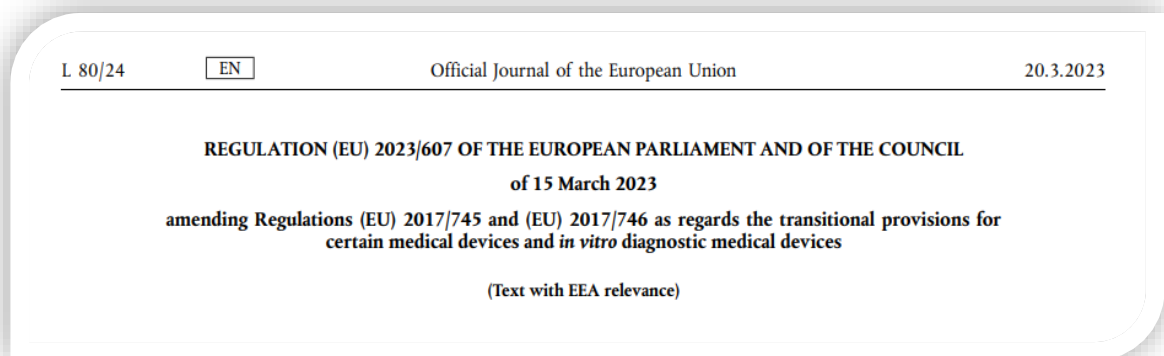 L 80/24 EN Official Journal of the European Union 20.3.2023
REGULATION (EU) 2023/607 OF THE EUROPEAN PARLIAMENT AND OF THE COUNCIL
of 15 March 2023
amending Regulations (EU) 2017/745 and (EU) 2017/746 as regards the transitional provisions for
certain medical devices and in vitro diagnostic medical devices
(Text with EEA relevance)